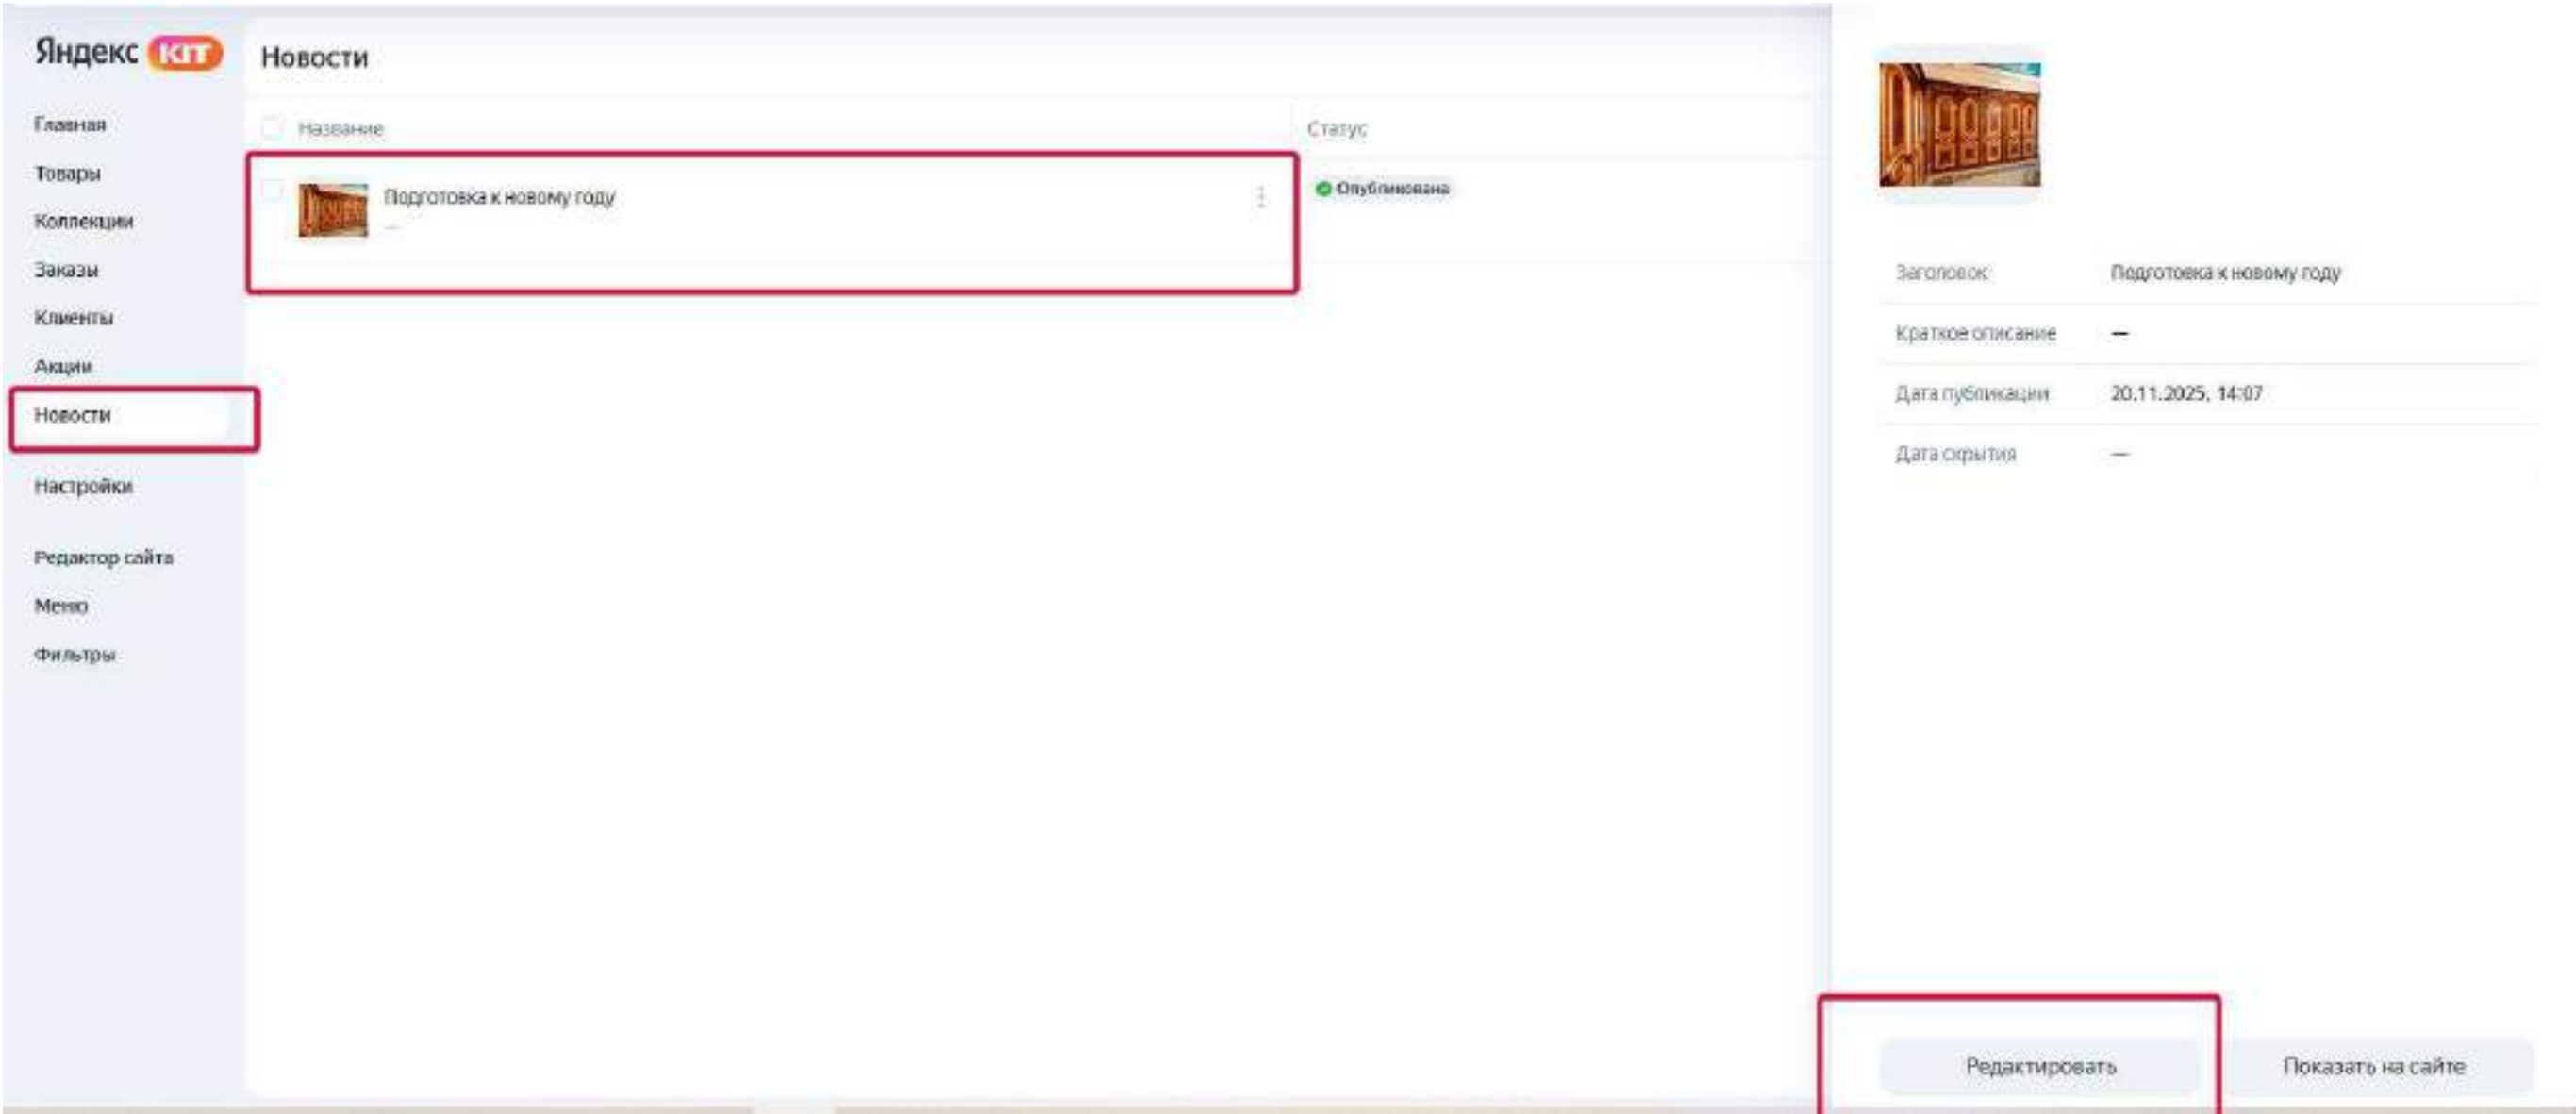 Яндекс KIT
Главная
Товары
Коллекции
Заказы
Клиенты
Акции
Новости
Настройки
Редактор сайта
Меню
Фильтры
Новости
Название
Статус
Подготовка к новому году
—
Опубликована
Заголовок Подготовка к новому году
Краткое описание —
Дата публикации 20.11.2025, 14:07
Дата скрытия —
Редактировать
Показать на сайте